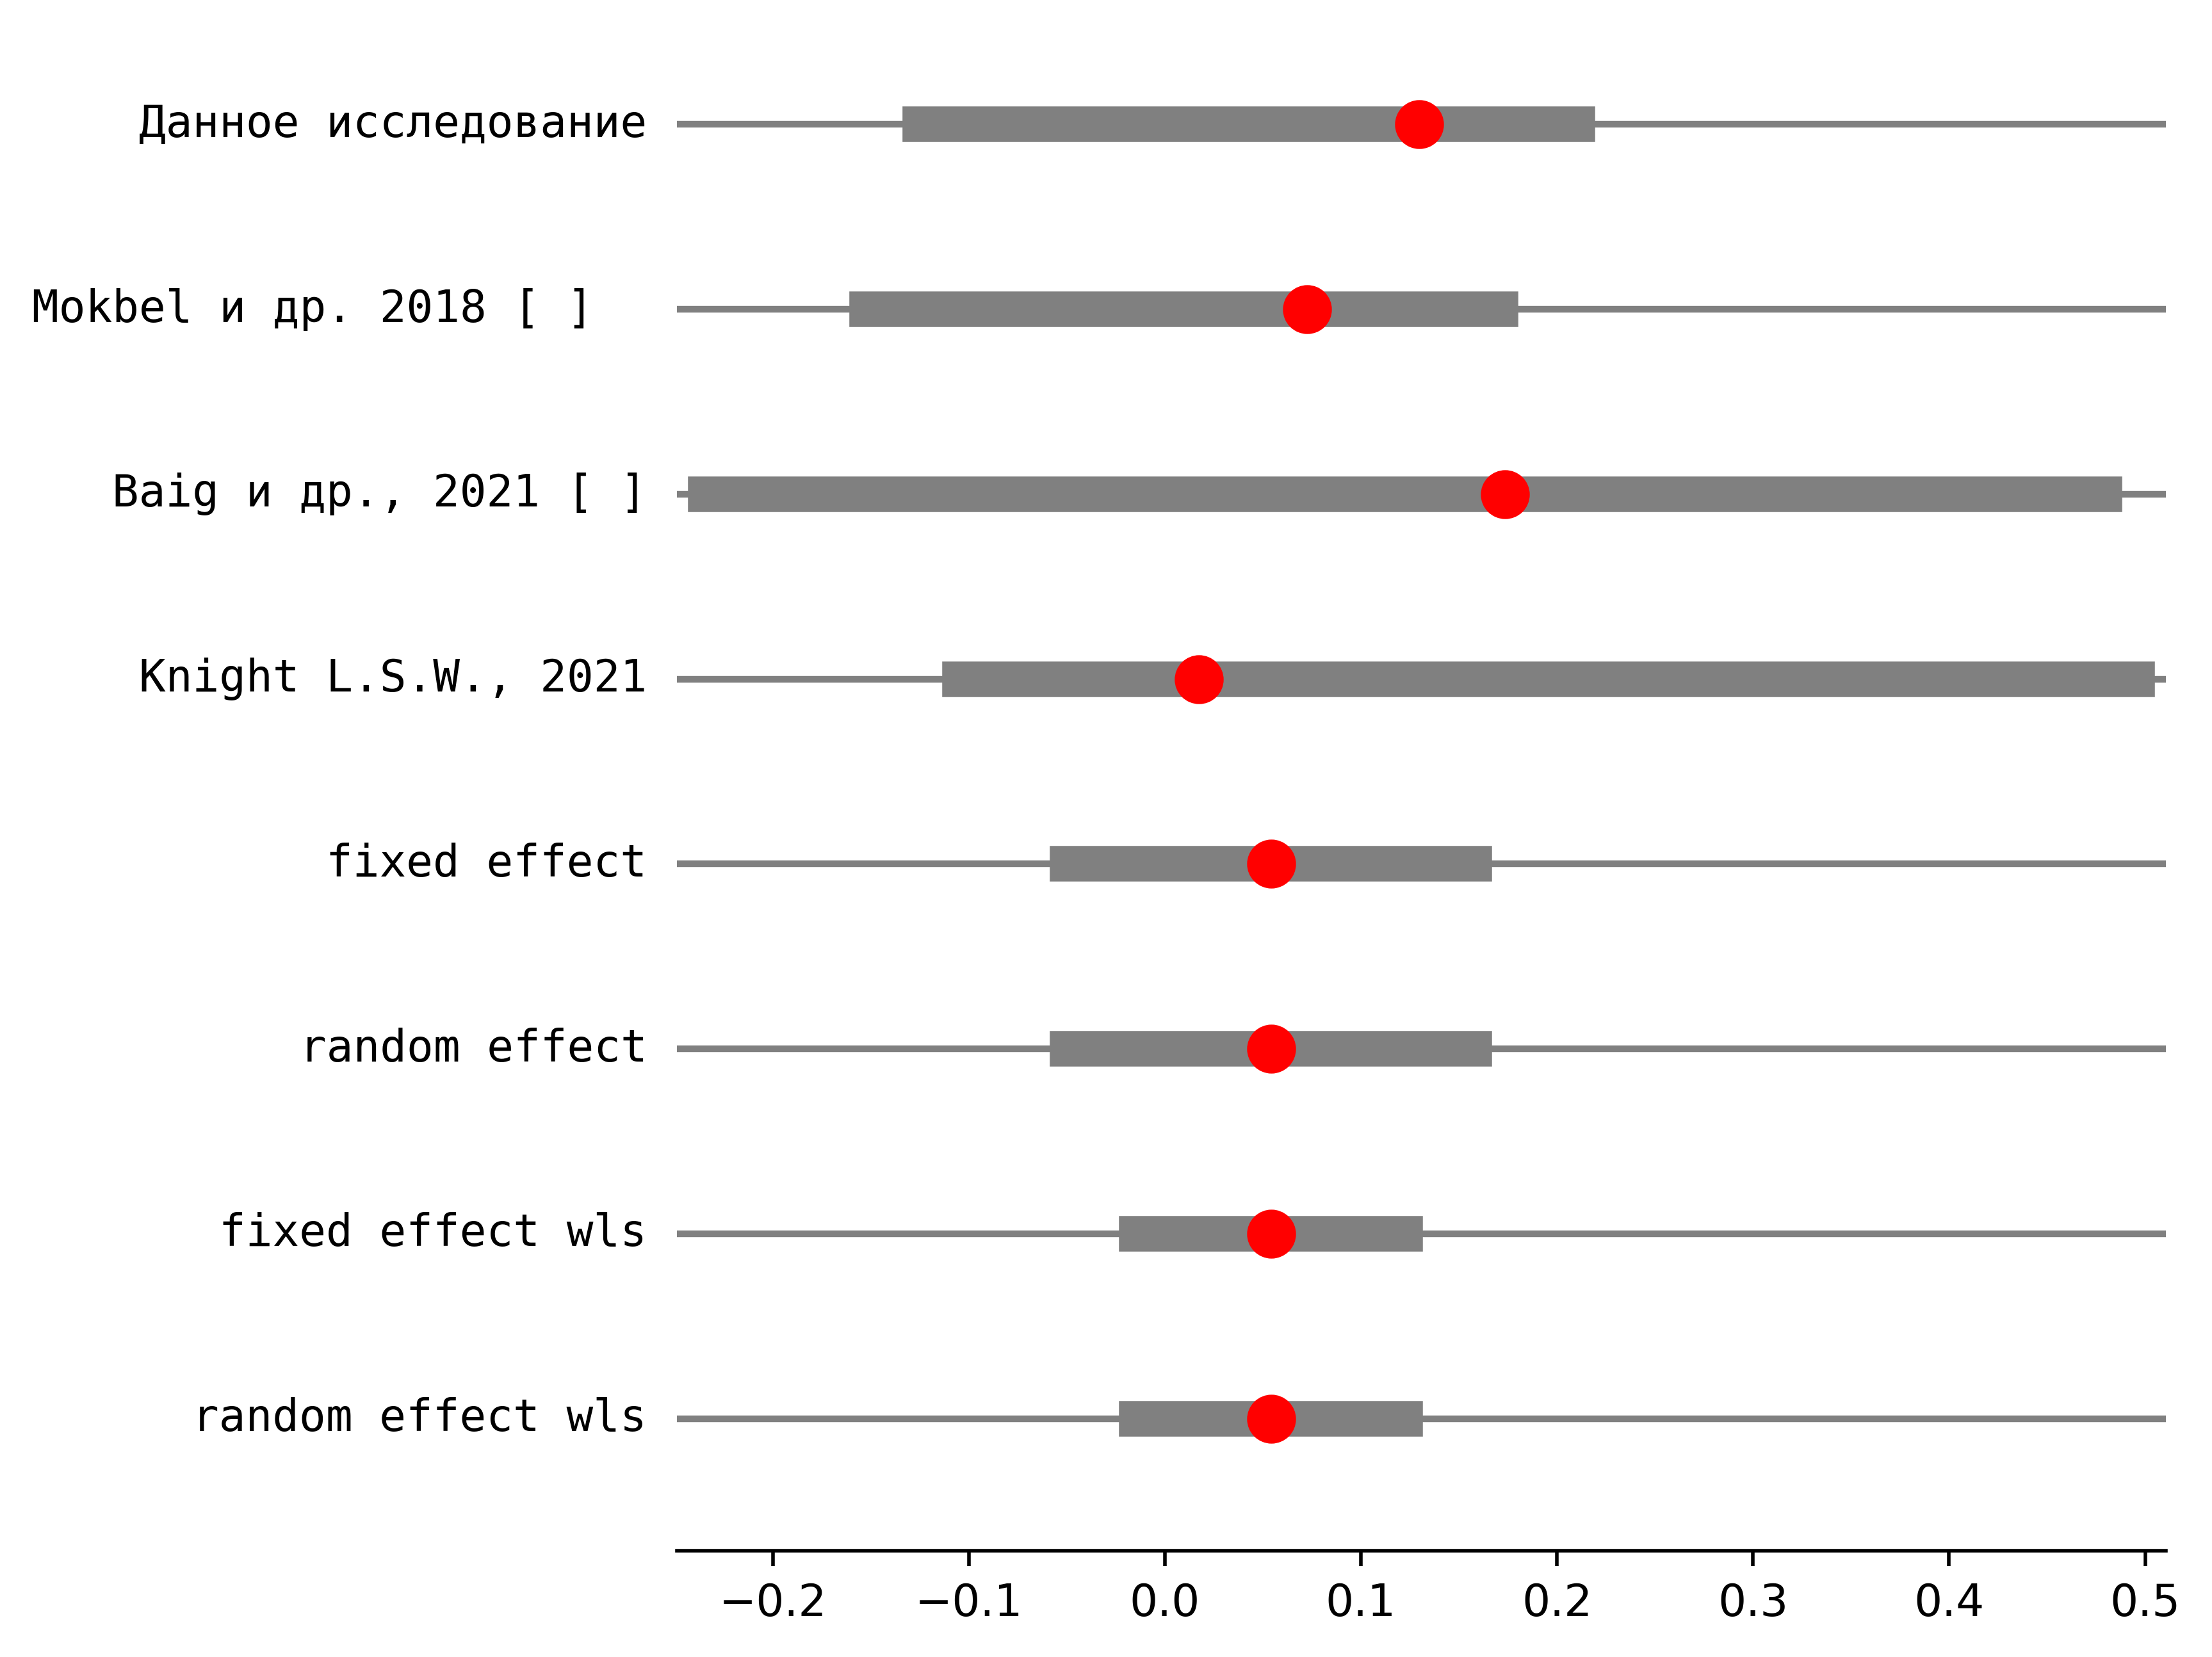 Данное исследование
Mokbel и др. 2018 [ ]
Baig и др., 2021 [ ]
Knight L.S.W., 2021
fixed effect
random effect
fixed effect wls
random effect wls
−0.2 −0.1 0.0 0.1 0.2 0.3 0.4 0.5